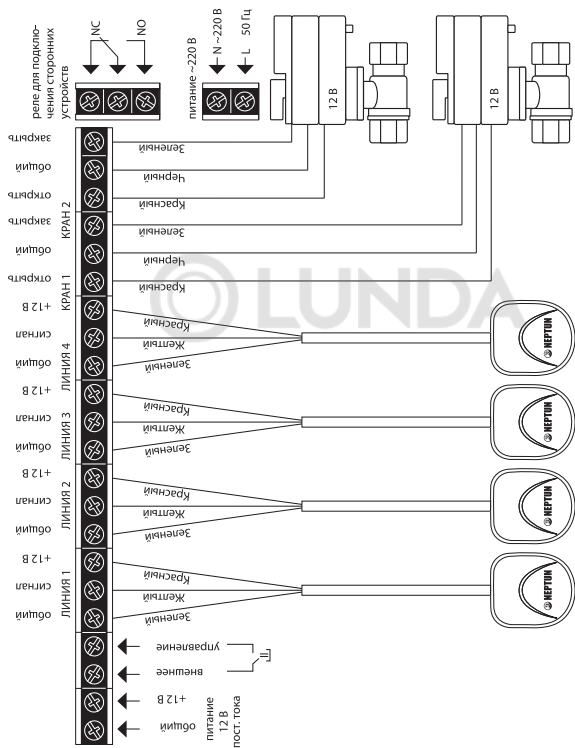 реле для подклю-
чения сторонних
устройств
NC
NO
питание ~220 В
N ~220 В
L 50 Гц
12 В
12 В
закрыть
общий
открыть
КРАН 2
закрыть
общий
открыть
КРАН 1
Зеленый
Черный
Красный
Зеленый
Черный
Красный
+12 В
сигнал
общий
ЛИНИЯ 4
Красный
Желтый
Зеленый
NEPTUN
+12 В
сигнал
общий
ЛИНИЯ 3
Красный
Желтый
Зеленый
NEPTUN
+12 В
сигнал
общий
ЛИНИЯ 2
Красный
Желтый
Зеленый
NEPTUN
+12 В
сигнал
общий
ЛИНИЯ 1
Красный
Желтый
Зеленый
NEPTUN
управление
внешнее
+12 В
общий
питание
12 В
пост. тока
LUNDA